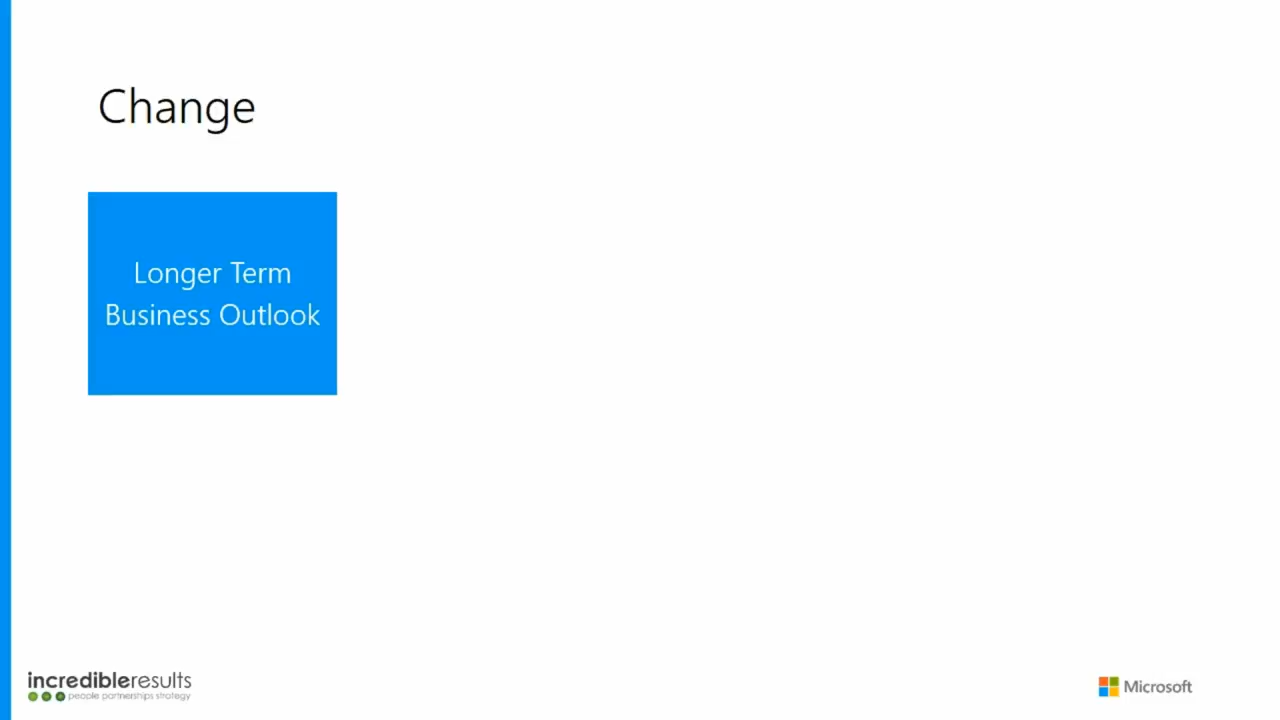 Change
Longer Term
Business Outlook
incredibleresults
people partnerships strategy
Microsoft